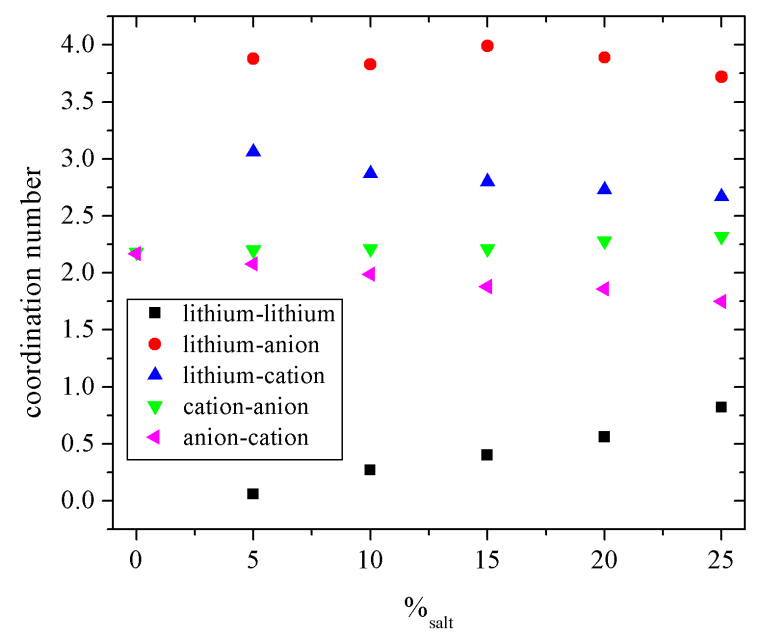 4.0
3.5
3.0
2.5
2.0
1.5
1.0
0.5
0.0
coordination number
lithium-lithium
lithium-anion
lithium-cation
cation-anion
anion-cation
0 5 10 15 20 25
%salt